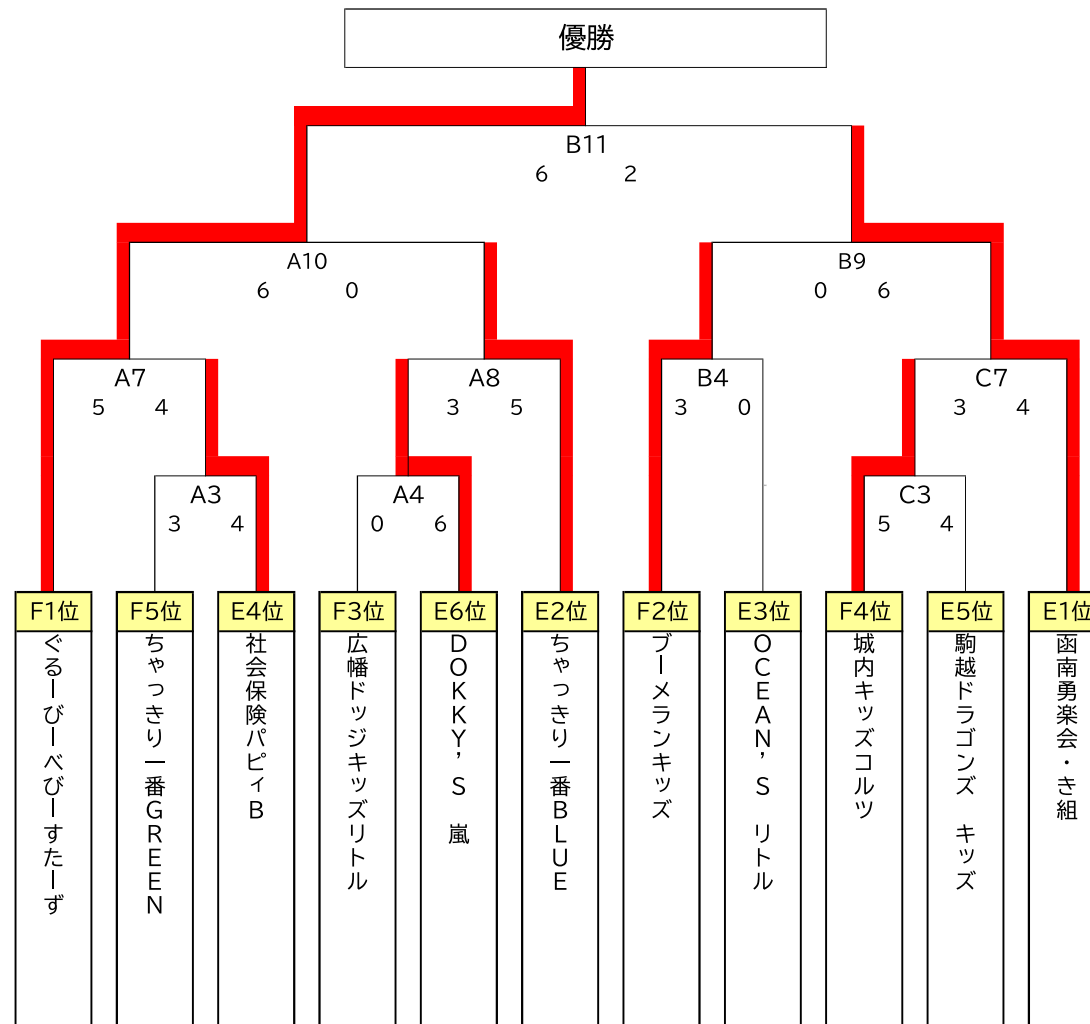 優勝
B11
6 2
A10
6 0
B9
0 6
A7
5 4
A8
3 5
B4
3 0
C7
3 4
A3
3 4
A4
0 6
C3
5 4
F1位
F5位
E4位
F3位
E6位
E2位
F2位
E3位
F4位
E5位
E1位
ぐるーびーべびーすたーず
ちゃっきり一番GREEN
社会保険パピィB
広幡ドッジキッズリトル
DOKKY'S 嵐
ちゃっきり一番BLUE
ブーメランキッズ
OCEAN'S リトル
城内キッズコルツ
駒越ドラゴンズ キッズ
函南勇楽会・き組